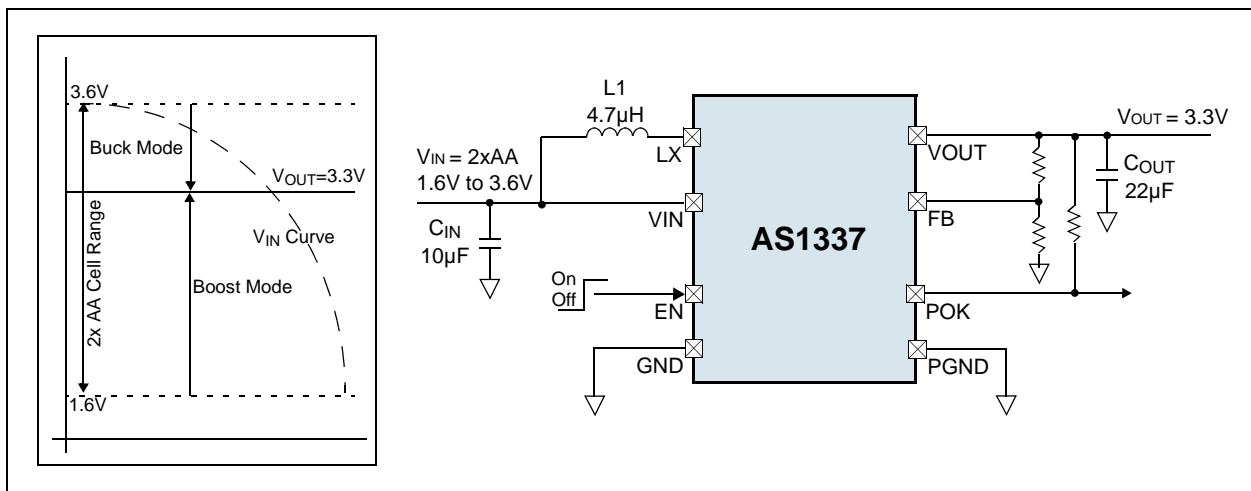 3.6V
Buck Mode
VOUT=3.3V
VIN Curve
2x AA Cell Range
Boost Mode
1.6V
L1
4.7µH
LX
VIN = 2xAA
1.6V to 3.6V
VIN
CIN
10µF
On
Off
EN
GND
AS1337
VOUT = 3.3V
VOUT
COUT
22µF
FB
POK
PGND